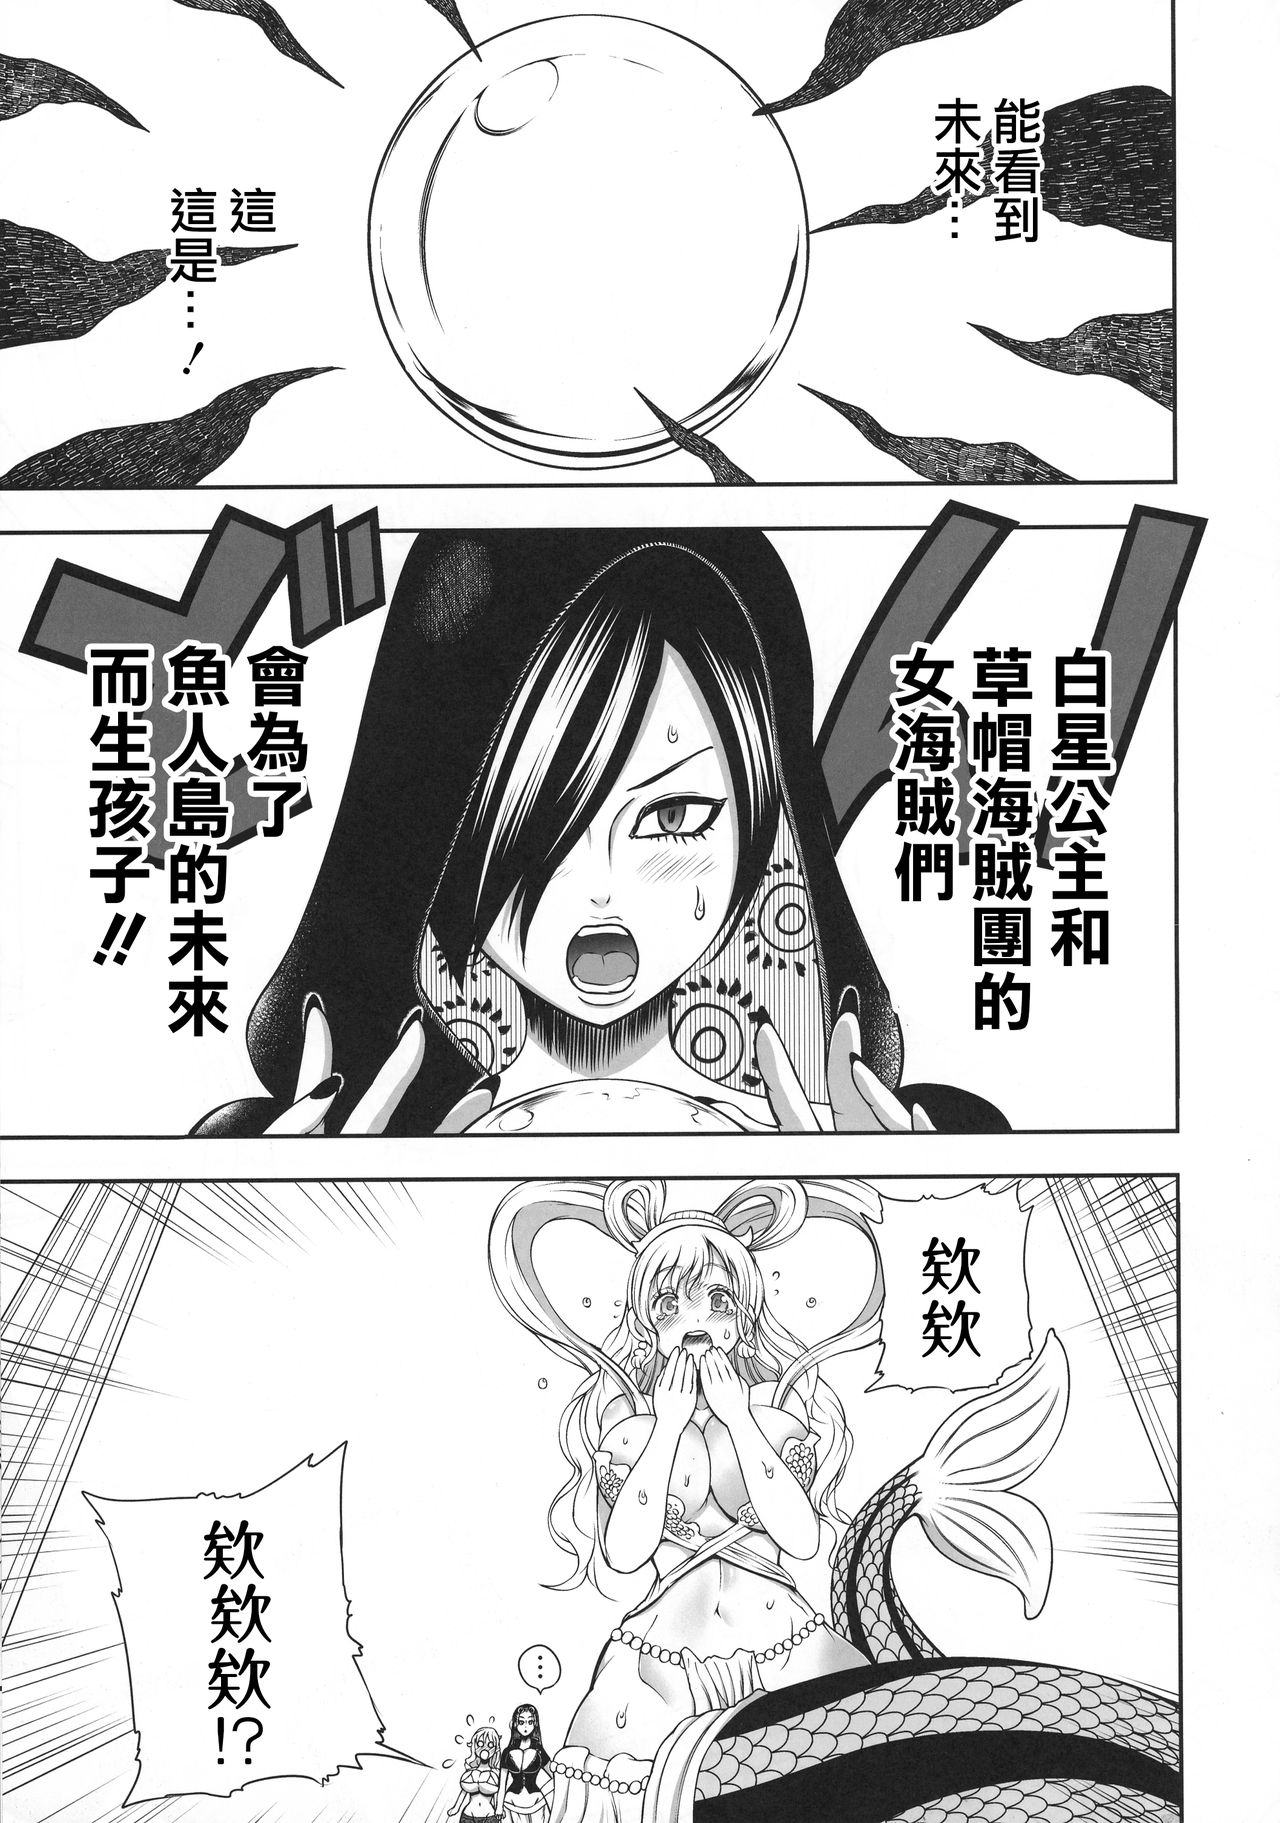 能看到
未來…
這
這是…！
白星公主和
草帽海賊團的
女海賊們
會為了
魚人島的未來
而生孩子!!
ドン!!
欸欸
…
欸欸欸!?